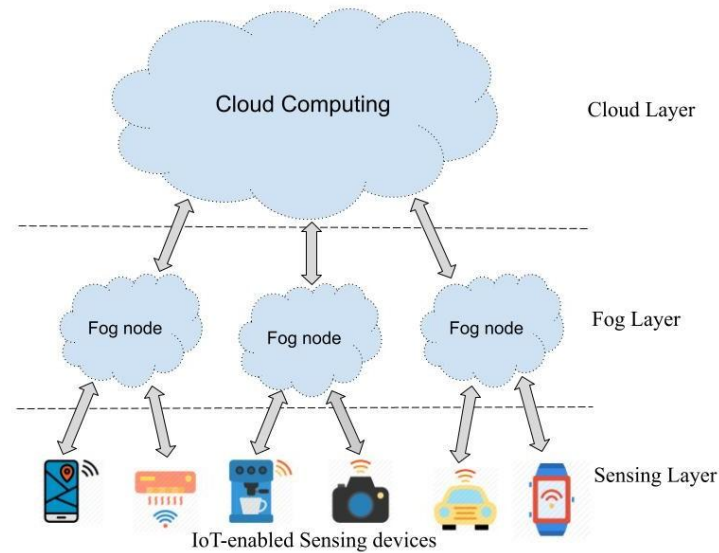 Cloud Computing
Cloud Layer
Fog node
Fog node
Fog node
Fog Layer
Sensing Layer
IoT-enabled Sensing devices